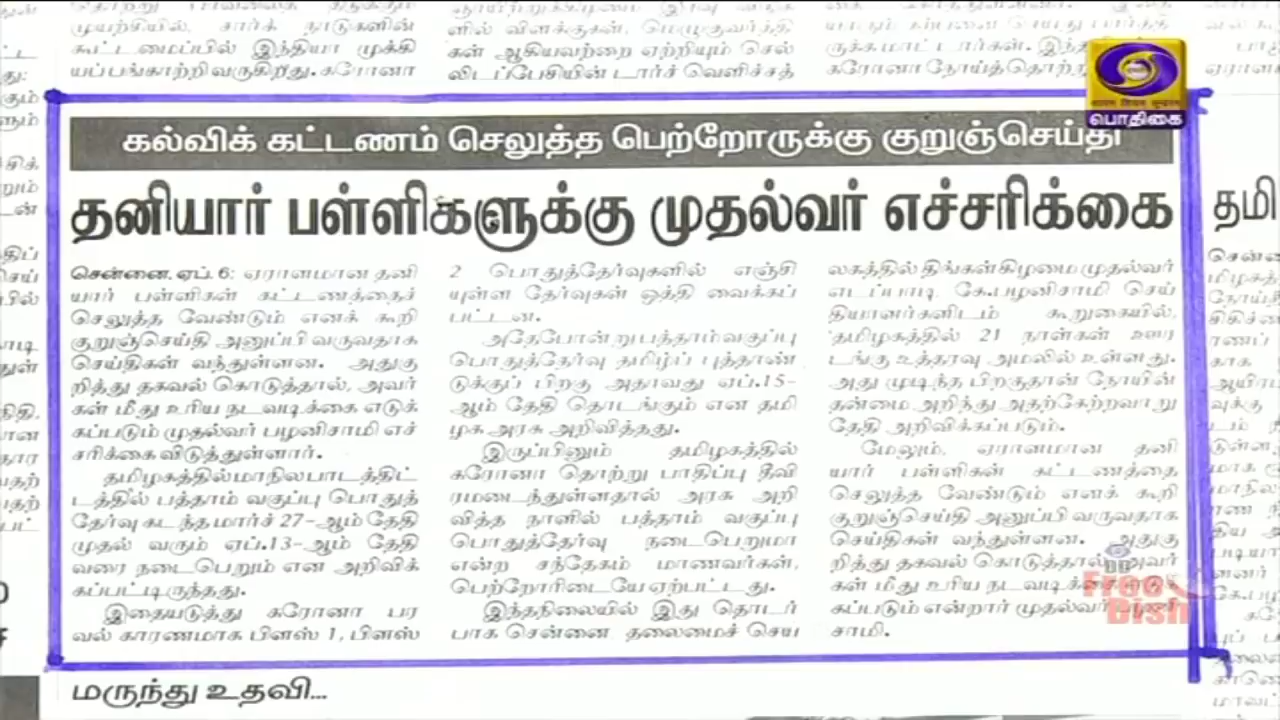 கல்விக் கட்டணம் செலுத்த பெற்றோருக்கு குறுஞ்செய்தி
தனியார் பள்ளிகளுக்கு முதல்வர் எச்சரிக்கை
சென்னை, ஏப். 6: ஏராளமான தனி
யார் பள்ளிகள் கட்டணத்தைச்
செலுத்த வேண்டும் எனக் கூறி
குறுஞ்செய்தி அனுப்பி வருவதாக
செய்திகள் வந்துள்ளன. அதுகு
றித்து தகவல் கொடுத்தால், அவர்
கள் மீது உரிய நடவடிக்கை எடுக்
கப்படும் முதல்வர் பழனிசாமி எச்
சரிக்கை விடுத்துள்ளார்.
தமிழகத்தில் மாநில பாடத்திட்
டத்தில் பத்தாம் வகுப்பு பொதுத்
தேர்வு கடந்த மார்ச் 27-ஆம் தேதி
முதல் வரும் ஏப்.13-ஆம் தேதி
வரை நடைபெறும் என அறிவிக்
கப்பட்டிருந்தது.
இதையடுத்து கரோனா பர
வல் காரணமாக பிளஸ் 1, பிளஸ்
2 பொதுத்தேர்வுகளில் எஞ்சி
யுள்ள தேர்வுகள் ஒத்தி வைக்கப்
பட்டன.
அதேபோன்று பத்தாம் வகுப்பு
பொதுத்தேர்வு தமிழ்ப் புத்தாண்
டுக்குப் பிறகு அதாவது ஏப்.15-
ஆம் தேதி தொடங்கும் என தமி
ழக அரசு அறிவித்தது.
இருப்பினும் தமிழகத்தில்
கரோனா தொற்று பாதிப்பு தீவி
ரமடைந்துள்ளதால் அரசு அறி
வித்த நாளில் பத்தாம் வகுப்பு
பொதுத்தேர்வு நடைபெறுமா
என்ற சந்தேகம் மாணவர்கள்,
பெற்றோரிடையே ஏற்பட்டது.
இந்தநிலையில் இது தொடர்
பாக சென்னை தலைமைச் செய
லகத்தில் திங்கள்கிழமை முதல்வர்
எடப்பாடி கே.பழனிசாமி செய்
தியாளர்களிடம் கூறுகையில்,
'தமிழகத்தில் 21 நாள்கள் ஊர
டங்கு உத்தரவு அமலில் உள்ளது.
அது முடிந்த பிறகுதான் நோயின்
தன்மை அறிந்து அதற்கேற்றவாறு
தேதி அறிவிக்கப்படும்.
மேலும், ஏராளமான தனி
யார் பள்ளிகள் கட்டணத்தை
செலுத்த வேண்டும் எனக் கூறி
குறுஞ்செய்தி அனுப்பி வருவதாக
செய்திகள் வந்துள்ளன. அதுகு
றித்து தகவல் கொடுத்தால் அவர்
கள் மீது உரிய நடவடிக்கை எடுக்
கப்படும் என்றார் முதல்வர் பழனி
சாமி.
மருந்து உதவி...
பொதிகை
DD
Free
Dish